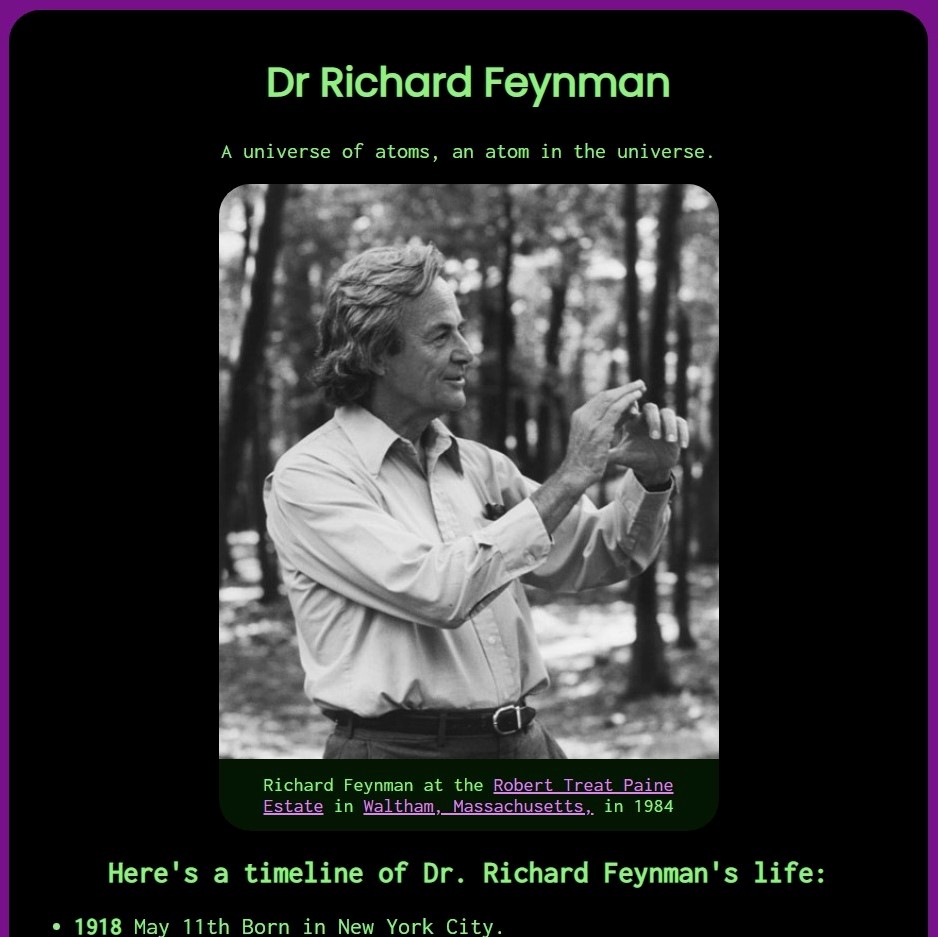 Dr Richard Feynman
A universe of atoms, an atom in the universe.
Richard Feynman at the Robert Treat Paine
Estate in Waltham, Massachusetts, in 1984
Here's a timeline of Dr. Richard Feynman's life:
• 1918 May 11th Born in New York City.